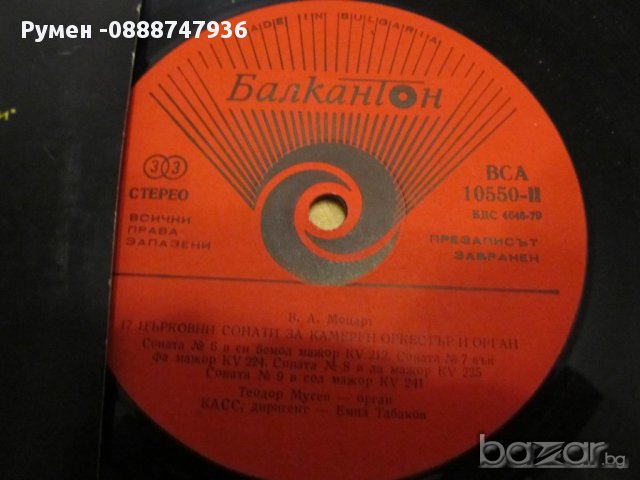 Румен -0888747936
MADE IN BULGARIA
Балкантон
33
СТЕРЕО
ВСИЧКИ
ПРАВА
ЗАПАЗЕНИ
ВСА
10550-II
БДС 4648-79
ПРЕЗАПИСЪТ
ЗАБРАНЕН
В. А. Моцарт
17 ЦЪРКОВНИ СОНАТИ ЗА КАМЕРЕН ОРКЕСТЪР И ОРГАН
Соната № 6 в си бемол мажор KV 212, Соната № 7 във
фа мажор KV 224, Соната № 8 в ла мажор KV 225
Соната № 9 в сол мажор KV 241
Теодор Мусев — орган
КАСС, диригент — Емил Табаков
bazar.bg